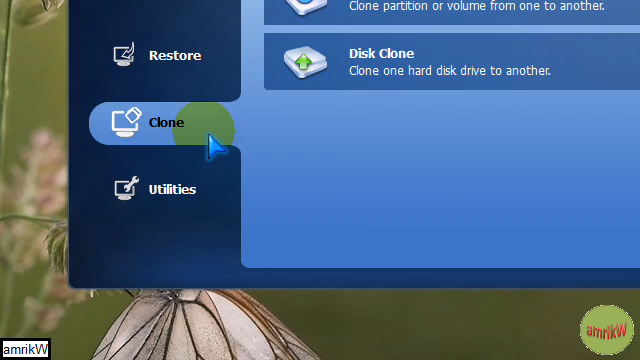 Clone partition or volume from one to another.
Restore
Disk Clone
Clone one hard disk drive to another.
Clone
Utilities
amrikW
amrikW